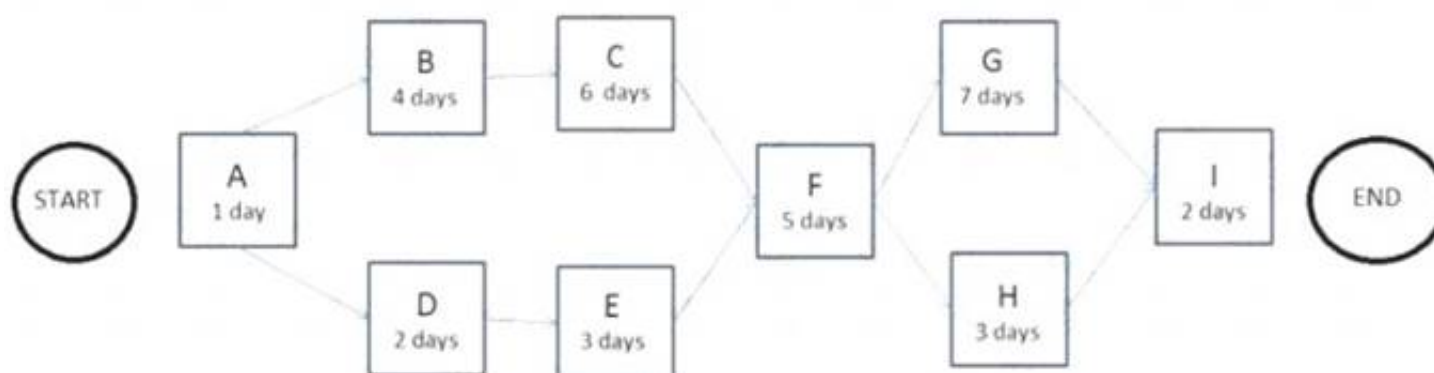 START
A
1 day
B
4 days
C
6 days
D
2 days
E
3 days
F
5 days
G
7 days
H
3 days
I
2 days
END